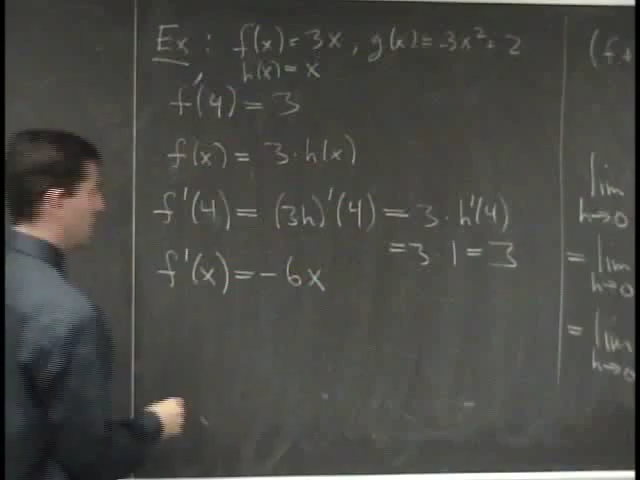 Ex: f(x) = 3x, g(x) = -3x² - 2
h(x) = x
f'(4) = 3
f(x) = 3·h(x)
f'(4) = (3h)'(4) = 3·h'(4)
= 3·1 = 3
f'(x) = -6x
(f+
lim
h→0
= lim
h→0
= lim
h→0